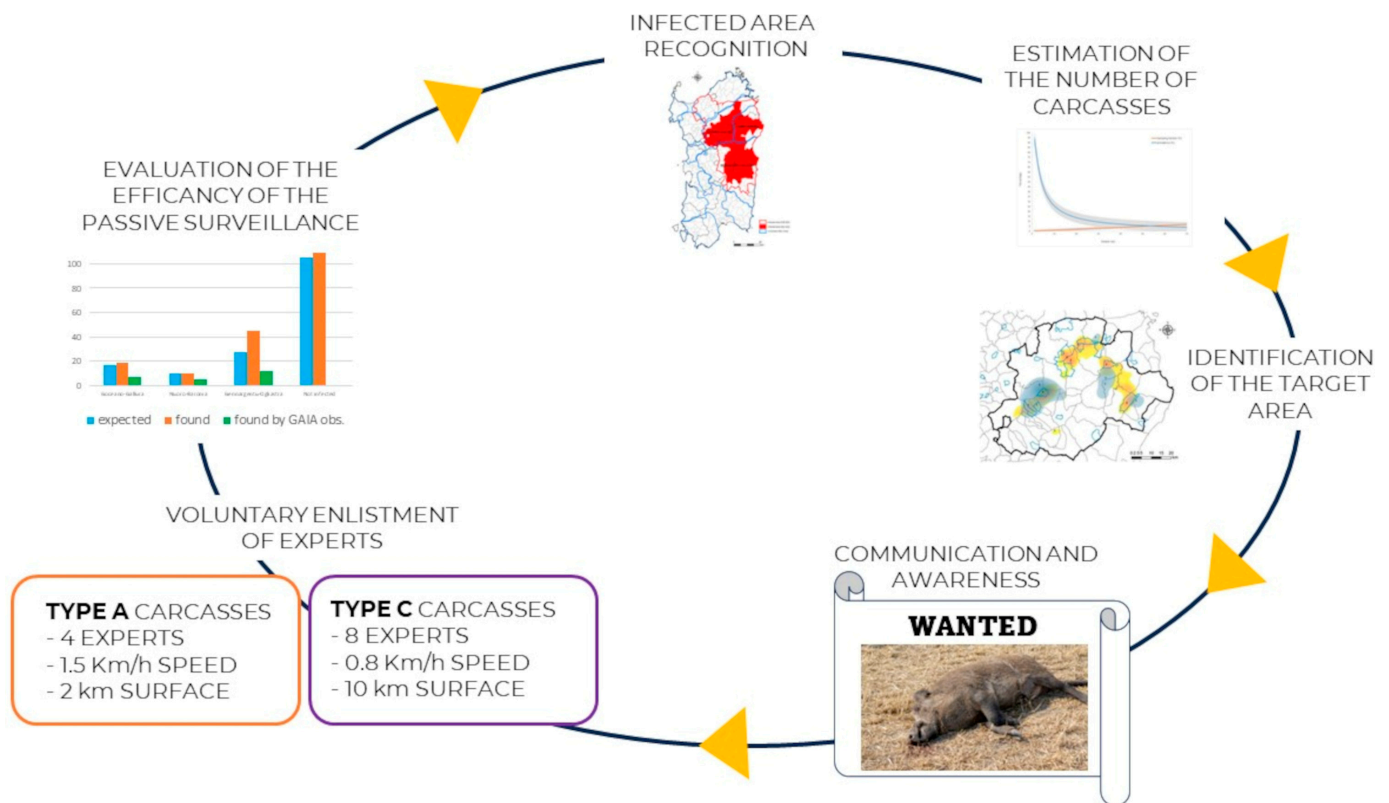 INFECTED AREA
RECOGNITION
ESTIMATION OF
THE NUMBER OF
CARCASSES
IDENTIFICATION
OF THE TARGET
AREA
COMMUNICATION AND
AWARENESS
WANTED
VOLUNTARY ENLISTMENT
OF EXPERTS
TYPE A CARCASSES
- 4 EXPERTS
- 1.5 Km/h SPEED
- 2 km SURFACE
TYPE C CARCASSES
- 8 EXPERTS
- 0.8 Km/h SPEED
- 10 km SURFACE
EVALUATION OF THE
EFFICANCY OF THE
PASSIVE SURVEILLANCE
100
80
60
40
20
0
Not infected
expected found found by GAIA obs.